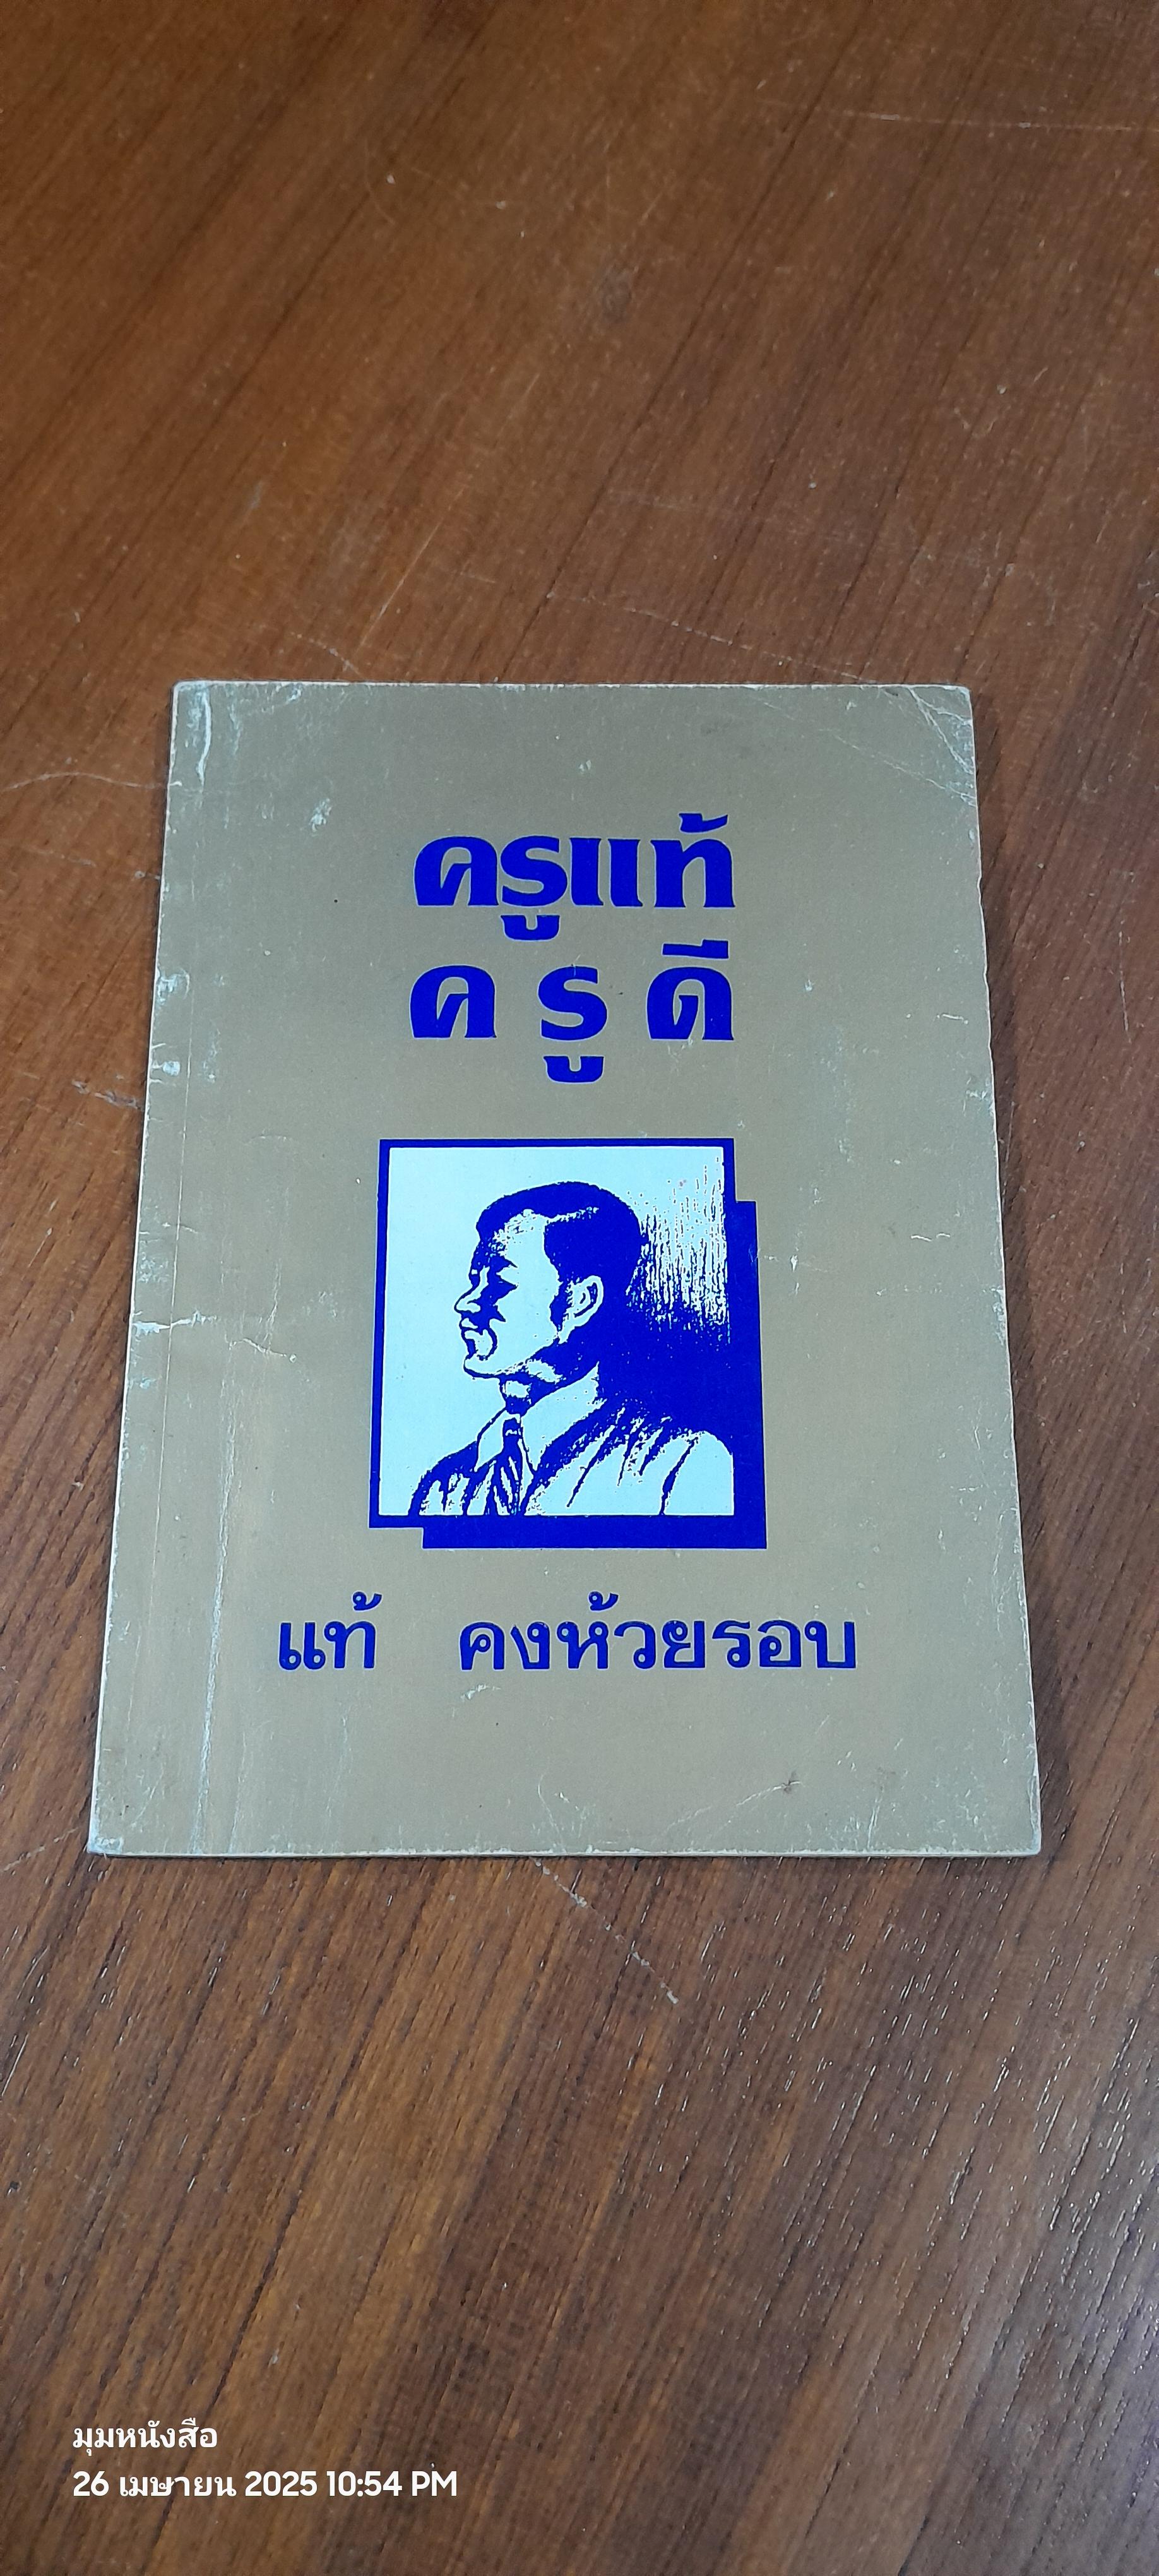 ครูแท้
ครูดี
แท้ คงห้วยรอบ
มุมหนังสือ
26 เมษายน 2025 10:54 PM